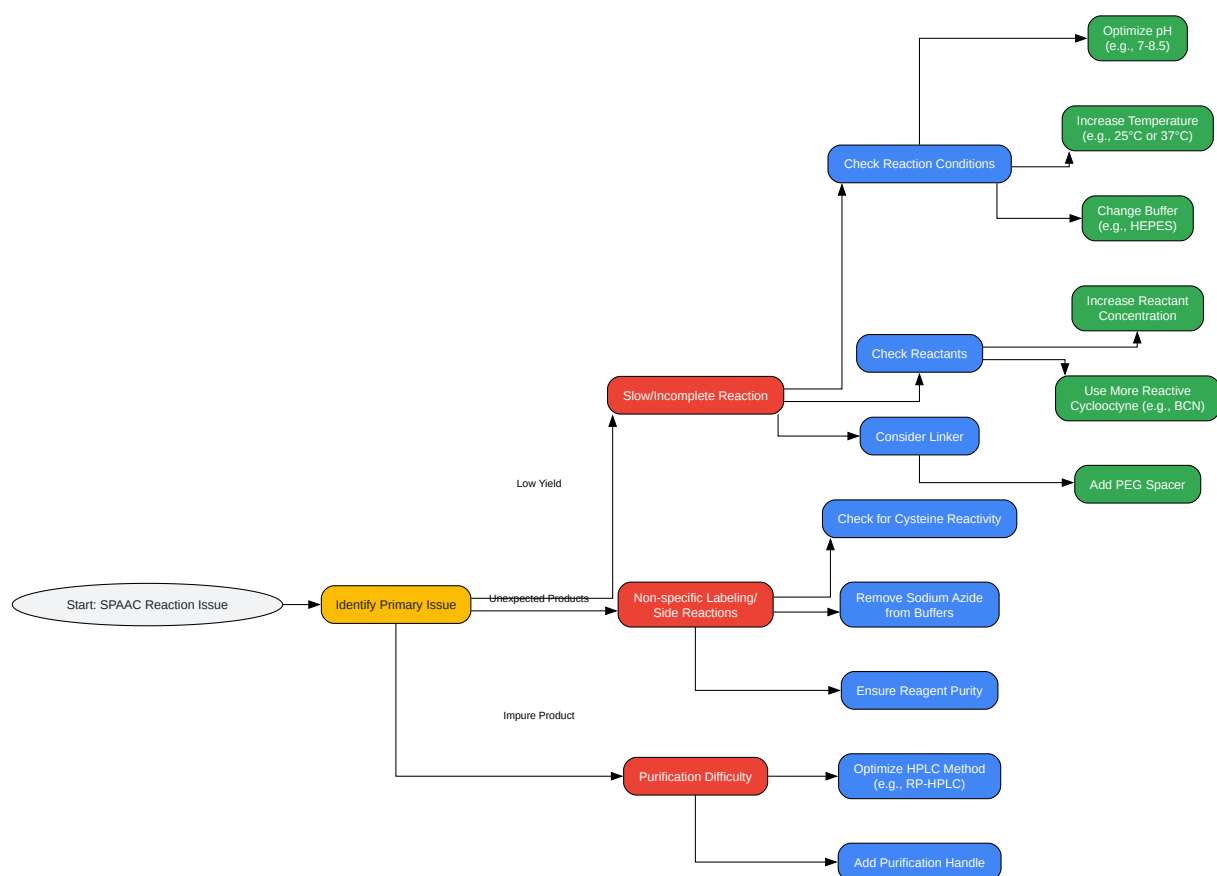 Optimize pH
(e.g., 7-8.5)
Increase Temperature
(e.g., 25°C or 37°C)
Check Reaction Conditions
Change Buffer
(e.g., HEPES)
Increase Reactant
Concentration
Check Reactants
Slow/Incomplete Reaction
Use More Reactive
Cyclooctyne (e.g., BCN)
Consider Linker
Low Yield
Add PEG Spacer
Check for Cysteine Reactivity
Start: SPAAC Reaction Issue
Identify Primary Issue
Unexpected Products
Non-specific Labeling/
Side Reactions
Remove Sodium Azide
from Buffers
Ensure Reagent Purity
Impure Product
Purification Difficulty
Optimize HPLC Method
(e.g., RP-HPLC)
Add Purification Handle